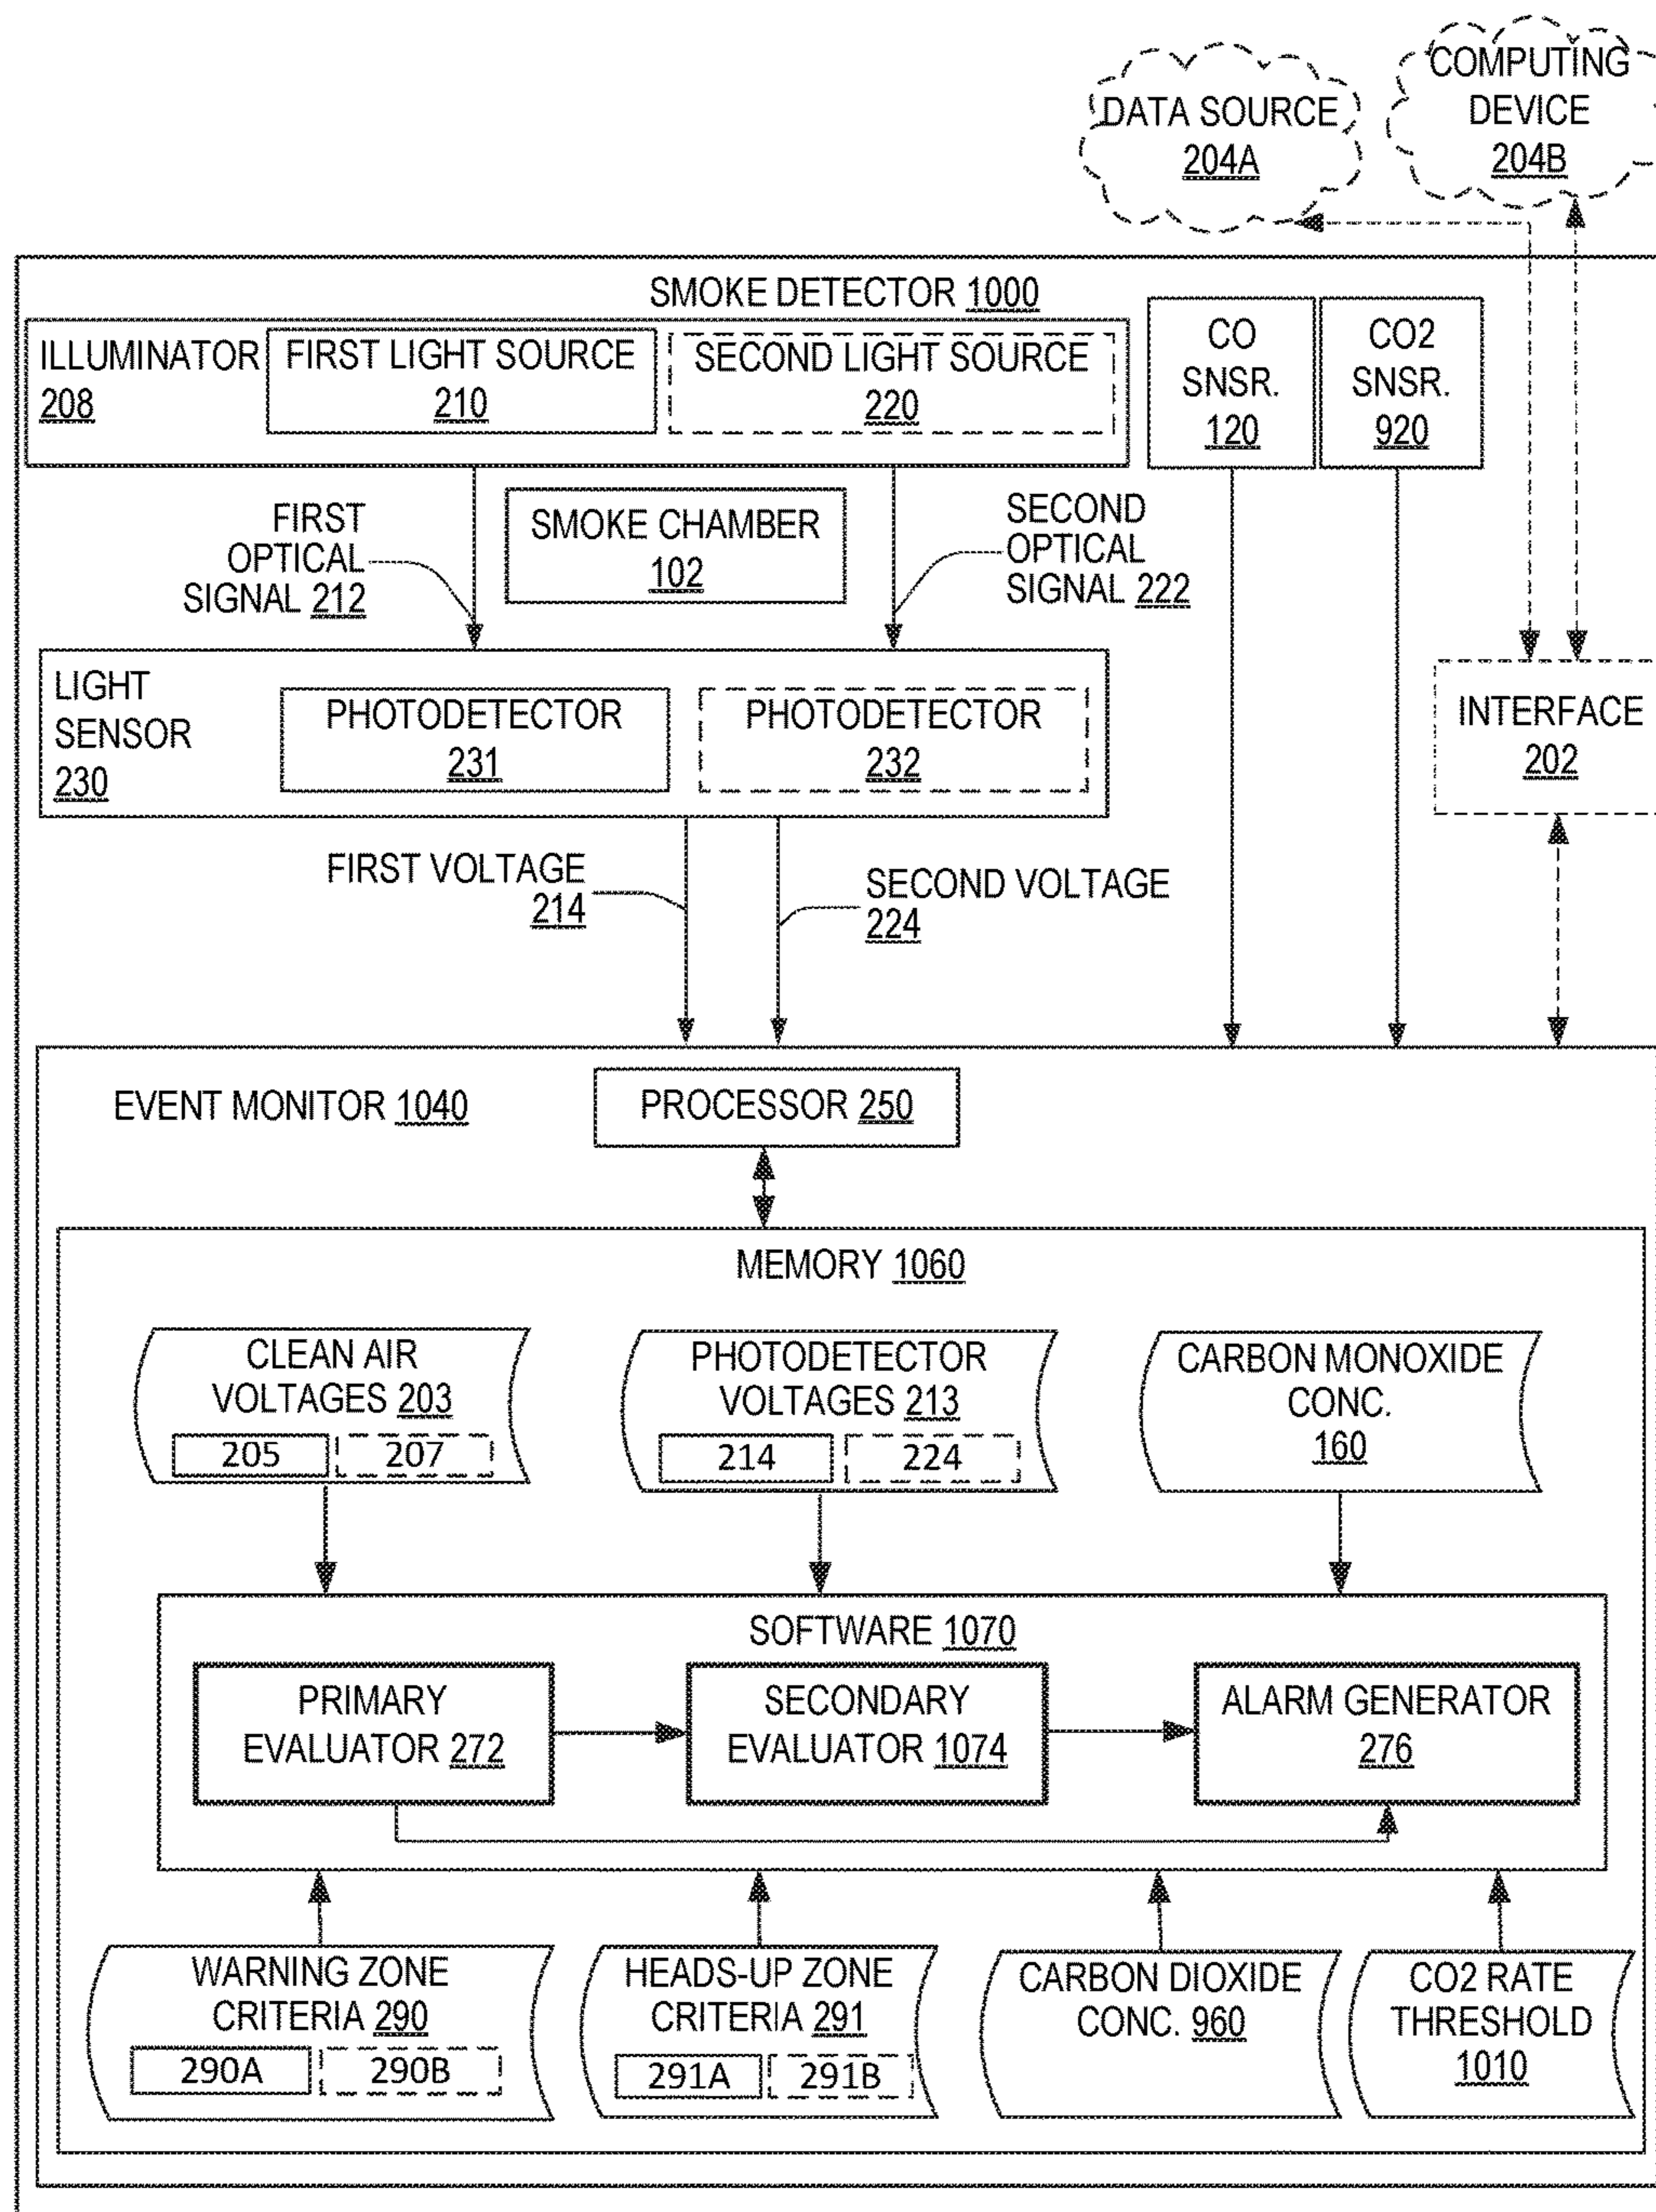 DATA SOURCE
204A
COMPUTING
DEVICE
204B
SMOKE DETECTOR 1000
ILLUMINATOR
208
FIRST LIGHT SOURCE
210
SECOND LIGHT SOURCE
220
CO
SNSR.
120
CO2
SNSR.
920
FIRST
OPTICAL
SIGNAL 212
SMOKE CHAMBER
102
SECOND
OPTICAL
SIGNAL 222
LIGHT
SENSOR
230
PHOTODETECTOR
231
PHOTODETECTOR
232
INTERFACE
202
FIRST VOLTAGE
214
SECOND VOLTAGE
224
EVENT MONITOR 1040
PROCESSOR 250
MEMORY 1060
CLEAN AIR
VOLTAGES 203
205
207
PHOTODETECTOR
VOLTAGES 213
214
224
CARBON MONOXIDE
CONC.
160
SOFTWARE 1070
PRIMARY
EVALUATOR 272
SECONDARY
EVALUATOR 1074
ALARM GENERATOR
276
WARNING ZONE
CRITERIA 290
290A
290B
HEADS-UP ZONE
CRITERIA 291
291A
291B
CARBON DIOXIDE
CONC. 960
CO2 RATE
THRESHOLD
1010